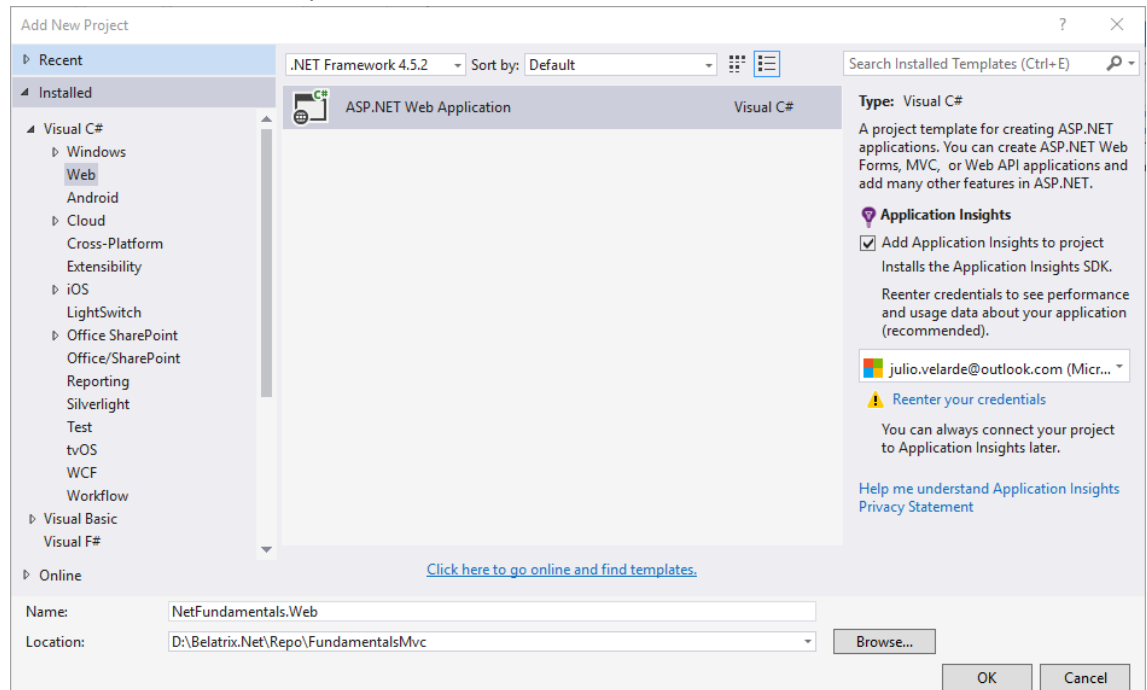 Add New Project
Recent
.NET Framework 4.5.2
Sort by: Default
Search Installed Templates (Ctrl+E)
Installed
Visual C#
Windows
Web
Android
Cloud
Cross-Platform
Extensibility
iOS
LightSwitch
Office SharePoint
Office/SharePoint
Reporting
Silverlight
Test
tvOS
WCF
Workflow
Visual Basic
Visual F#
Online
C#
ASP.NET Web Application
Visual C#
Click here to go online and find templates.
Type: Visual C#
A project template for creating ASP.NET
applications. You can create ASP.NET Web
Forms, MVC, or Web API applications and
add many other features in ASP.NET.
Application Insights
Add Application Insights to project
Installs the Application Insights SDK.
Reenter credentials to see performance
and usage data about your application
(recommended).
julio.velarde@outlook.com (Micr...
Reenter your credentials
You can always connect your project
to Application Insights later.
Help me understand Application Insights
Privacy Statement
Name: NetFundamentals.Web
Location: D:\Belatrix.Net\Repo\FundamentalsMvc
Browse...
OK
Cancel